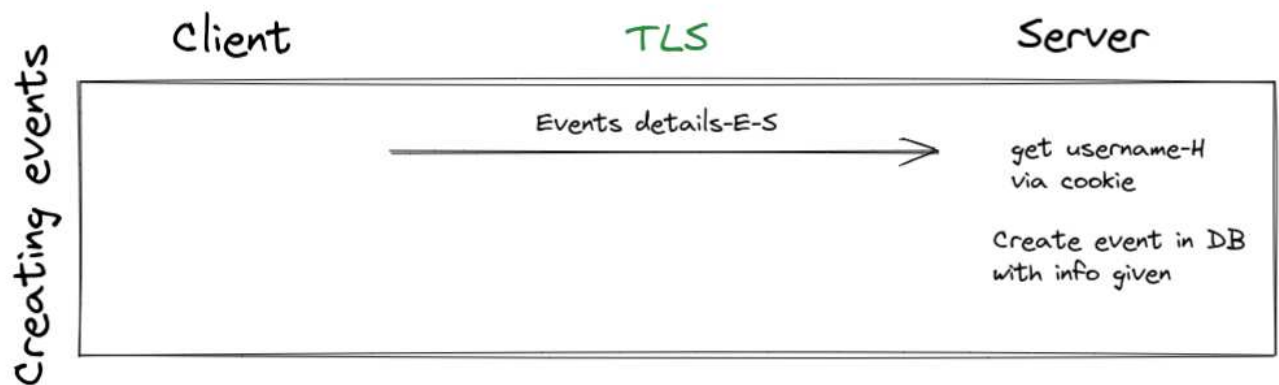 Client
TLS
Server
Creating events
Events details-E-S
get username-H
via cookie
Create event in DB
with info given